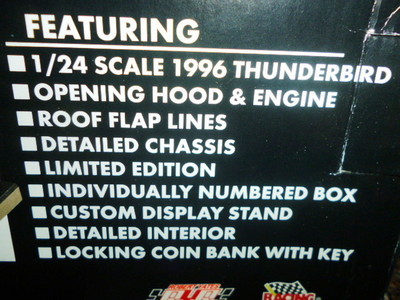 FEATURING
1/24 SCALE 1996 THUNDERBIRD
OPENING HOOD & ENGINE
ROOF FLAP LINES
DETAILED CHASSIS
LIMITED EDITION
INDIVIDUALLY NUMBERED BOX
CUSTOM DISPLAY STAND
DETAILED INTERIOR
LOCKING COIN BANK WITH KEY
RACING